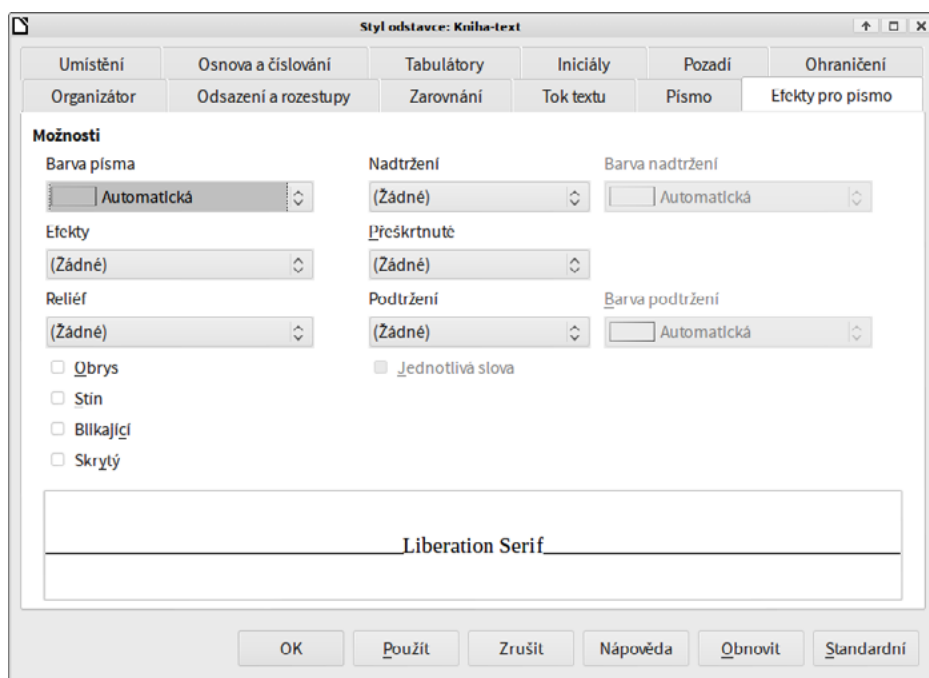 Styl odstavce: Kniha-text
Umístění Osnova a číslování Tabulátory Iniciály Pozadí Ohraničení
Organizátor Odsazení a rozestupy Zarovnání Tok textu Písmo Efekty pro písmo
Možnosti
Barva písma Nadtržení Barva nadtržení
Automatická (Žádné) Automatická
Efekty Přeškrtnuté
(Žádné) (Žádné)
Reliéf Podtržení Barva podtržení
(Žádné) (Žádné) Automatická
Obrys Jednotlivá slova
Stín
Blikající
Skrytý
Liberation Serif
OK Použít Zrušit Nápověda Obnovit Standardní